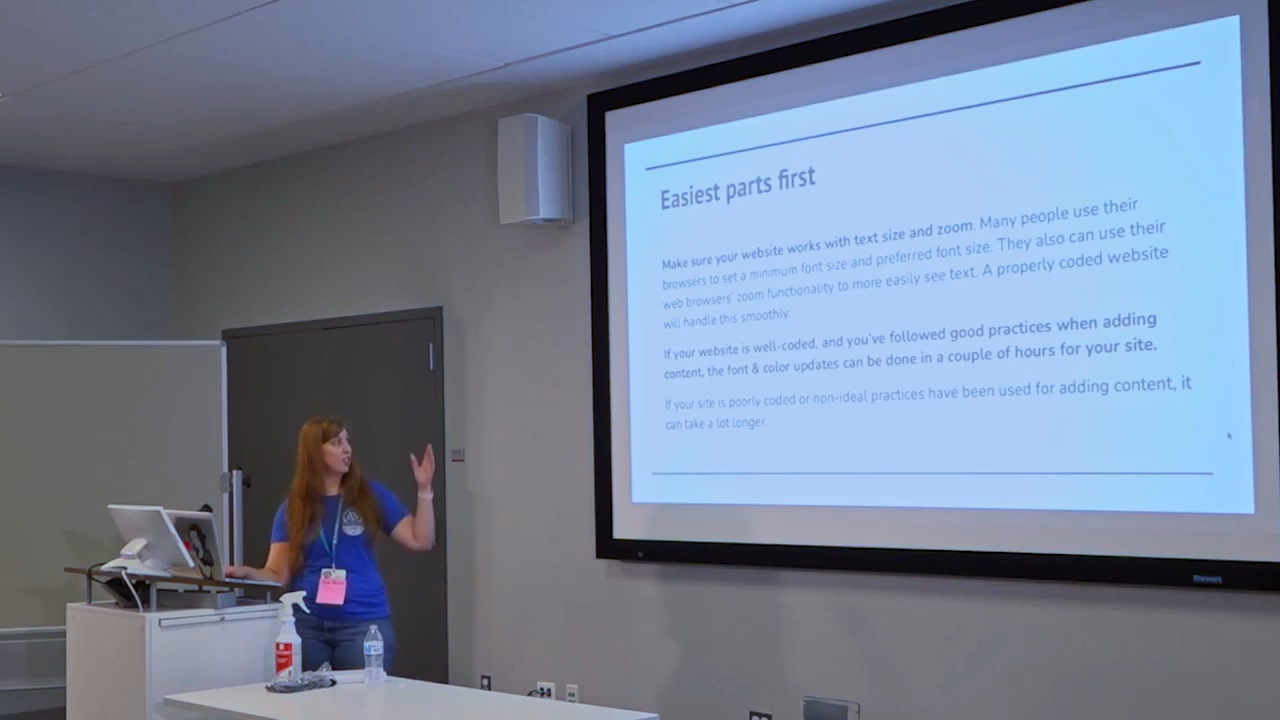 Easiest parts first
Make sure your website works with text size and zoom. Many people use their
browsers to set a minimum font size and preferred font size. They also can use their
web browsers' zoom functionality to more easily see text. A properly coded website
will handle this smoothly
If your website is well-coded, and you've followed good practices when adding
content, the font & color updates can be done in a couple of hours for your site.
If your site is poorly coded or non-ideal practices have been used for adding content, it
can take a lot longer.
Stewart